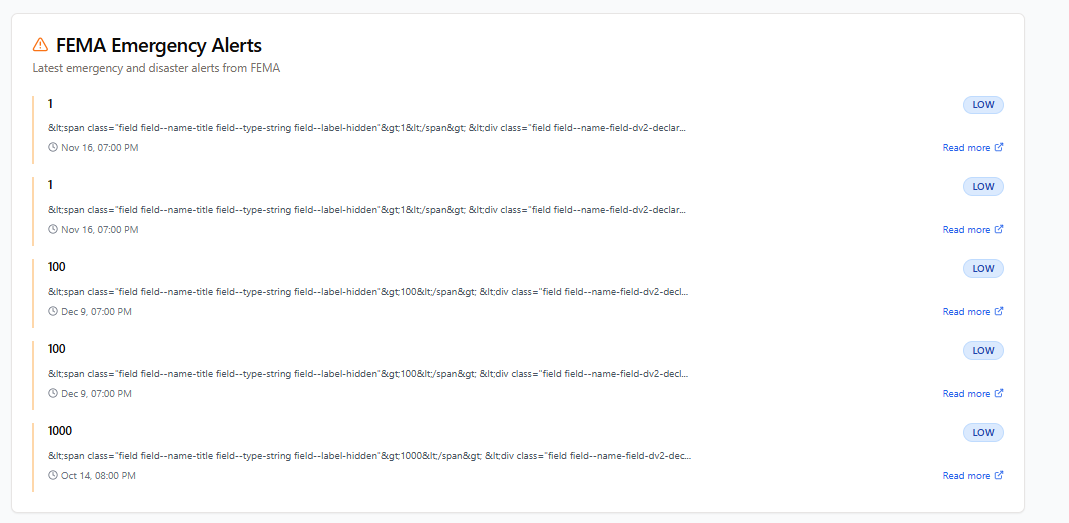 FEMA Emergency Alerts
Latest emergency and disaster alerts from FEMA
1
LOW
&lt;span class="field field--name-title field--type-string field--label-hidden"&gt;1&lt;/span&gt; &lt;div class="field field--name-field-dv2-declar...
Nov 16, 07:00 PM
Read more
1
LOW
&lt;span class="field field--name-title field--type-string field--label-hidden"&gt;1&lt;/span&gt; &lt;div class="field field--name-field-dv2-declar...
Nov 16, 07:00 PM
Read more
100
LOW
&lt;span class="field field--name-title field--type-string field--label-hidden"&gt;100&lt;/span&gt; &lt;div class="field field--name-field-dv2-decl...
Dec 9, 07:00 PM
Read more
100
LOW
&lt;span class="field field--name-title field--type-string field--label-hidden"&gt;100&lt;/span&gt; &lt;div class="field field--name-field-dv2-decl...
Dec 9, 07:00 PM
Read more
1000
LOW
&lt;span class="field field--name-title field--type-string field--label-hidden"&gt;1000&lt;/span&gt; &lt;div class="field field--name-field-dv2-dec...
Oct 14, 08:00 PM
Read more